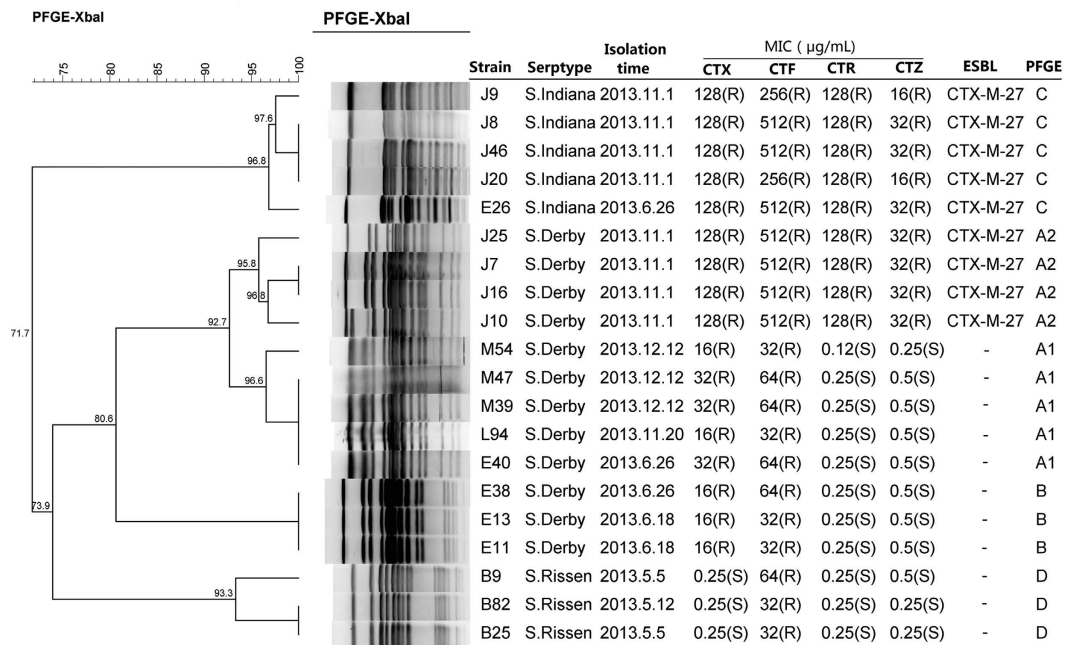 PFGE-XbaI
PFGE-XbaI
75 80 85 90 95 100
Isolation time
MIC ( µg/mL)
Strain Serptype CTX CTF CTR CTZ ESBL PFGE
J9 S.Indiana 2013.11.1 128(R) 256(R) 128(R) 16(R) CTX-M-27 C
J8 S.Indiana 2013.11.1 128(R) 512(R) 128(R) 32(R) CTX-M-27 C
J46 S.Indiana 2013.11.1 128(R) 512(R) 128(R) 32(R) CTX-M-27 C
J20 S.Indiana 2013.11.1 128(R) 256(R) 128(R) 16(R) CTX-M-27 C
E26 S.Indiana 2013.6.26 128(R) 512(R) 128(R) 32(R) CTX-M-27 C
J25 S.Derby 2013.11.1 128(R) 512(R) 128(R) 32(R) CTX-M-27 A2
J7 S.Derby 2013.11.1 128(R) 512(R) 128(R) 32(R) CTX-M-27 A2
J16 S.Derby 2013.11.1 128(R) 512(R) 128(R) 32(R) CTX-M-27 A2
J10 S.Derby 2013.11.1 128(R) 512(R) 128(R) 32(R) CTX-M-27 A2
M54 S.Derby 2013.12.12 16(R) 32(R) 0.12(S) 0.25(S) - A1
M47 S.Derby 2013.12.12 32(R) 64(R) 0.25(S) 0.5(S) - A1
M39 S.Derby 2013.12.12 32(R) 64(R) 0.25(S) 0.5(S) - A1
L94 S.Derby 2013.11.20 16(R) 32(R) 0.25(S) 0.5(S) - A1
E40 S.Derby 2013.6.26 32(R) 64(R) 0.25(S) 0.5(S) - A1
E38 S.Derby 2013.6.26 16(R) 64(R) 0.25(S) 0.5(S) - B
E13 S.Derby 2013.6.18 16(R) 32(R) 0.25(S) 0.5(S) - B
E11 S.Derby 2013.6.18 16(R) 32(R) 0.25(S) 0.5(S) - B
B9 S.Rissen 2013.5.5 0.25(S) 64(R) 0.25(S) 0.5(S) - D
B82 S.Rissen 2013.5.12 0.25(S) 32(R) 0.25(S) 0.25(S) - D
B25 S.Rissen 2013.5.5 0.25(S) 32(R) 0.25(S) 0.25(S) - D
97.6
96.8
95.8
96.8
92.7
71.7
96.6
80.6
73.9
93.3